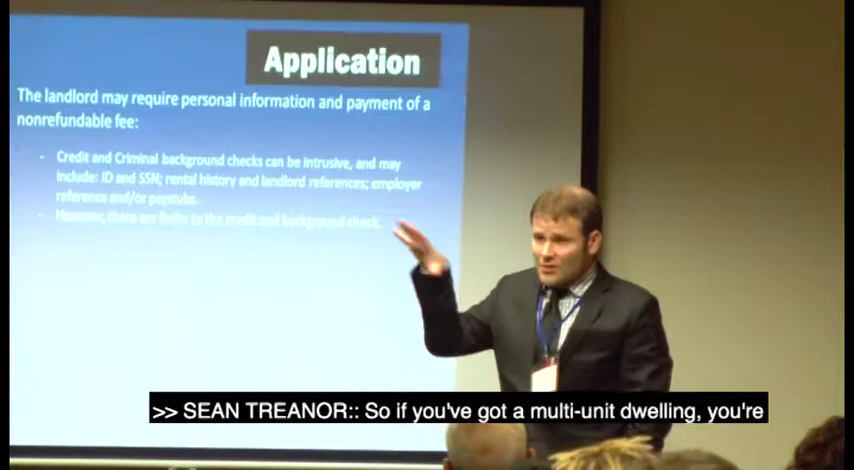 Application
The landlord may require personal information and payment of a
nonrefundable fee:
- Credit and Criminal background checks can be intrusive, and may
include: ID and SSN; rental history and landlord references; employer
reference and/or paystubs.
- However, there are limits to the credit and background check.
>> SEAN TREANOR:: So if you've got a multi-unit dwelling, you're